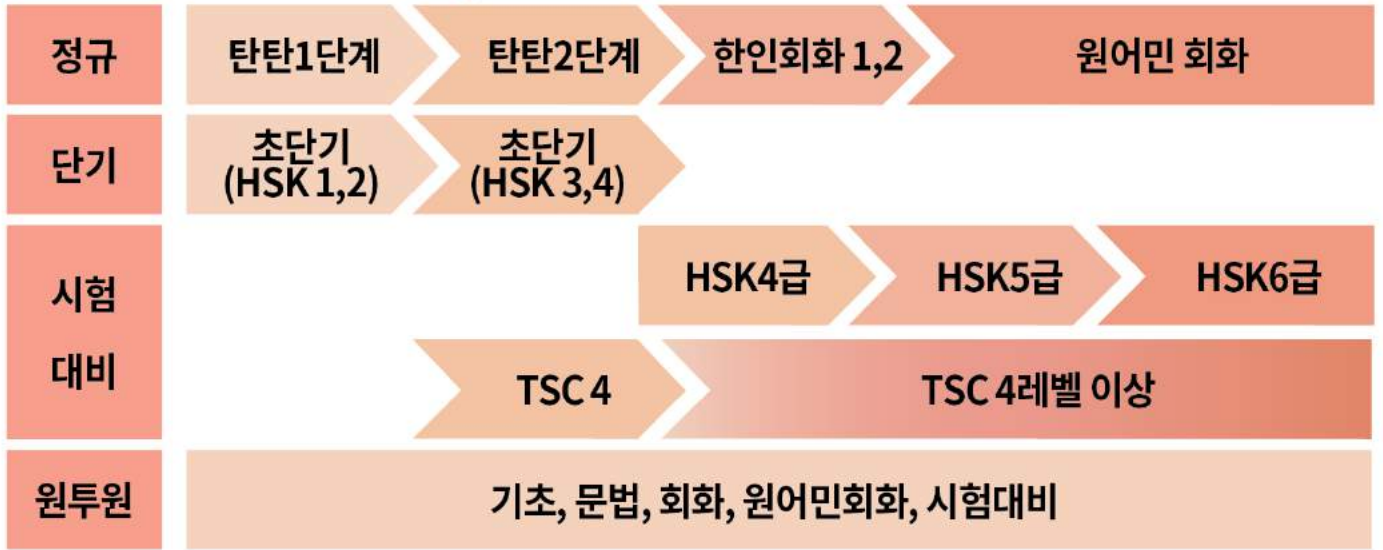 정규
탄탄1단계
탄탄2단계
한인회화 1,2
원어민 회화
단기
초단기
(HSK 1,2)
초단기
(HSK 3,4)
시험
대비
HSK4급
HSK5급
HSK6급
TSC 4
TSC 4레벨 이상
원투원
기초, 문법, 회화, 원어민회화, 시험대비